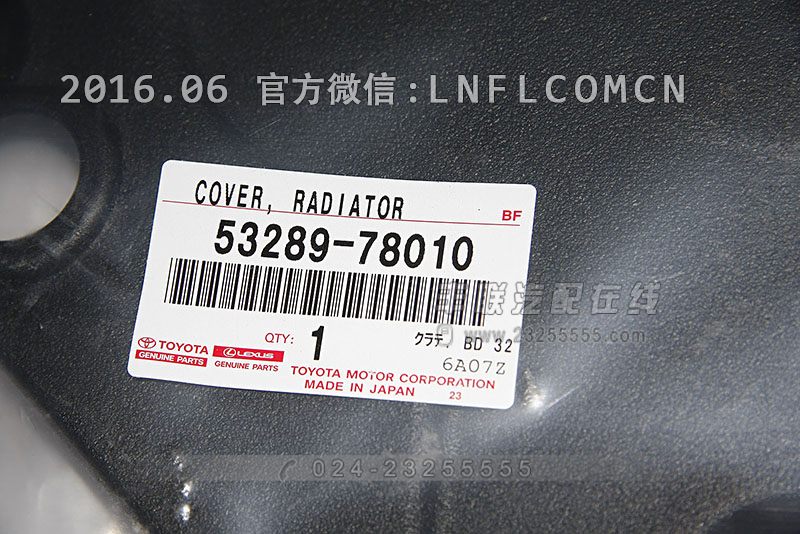 2016.06 官方微信:LNFLCOMCN
COVER, RADIATOR
BF
53289-78010
TOYOTA
GENUINE PARTS
LEXUS
GENUINE PARTS
QTY: 1
クラデ. BD 32
6A07Z
TOYOTA MOTOR CORPORATION
MADE IN JAPAN 23
联汽配在线
www.23255555.com
024-23255555